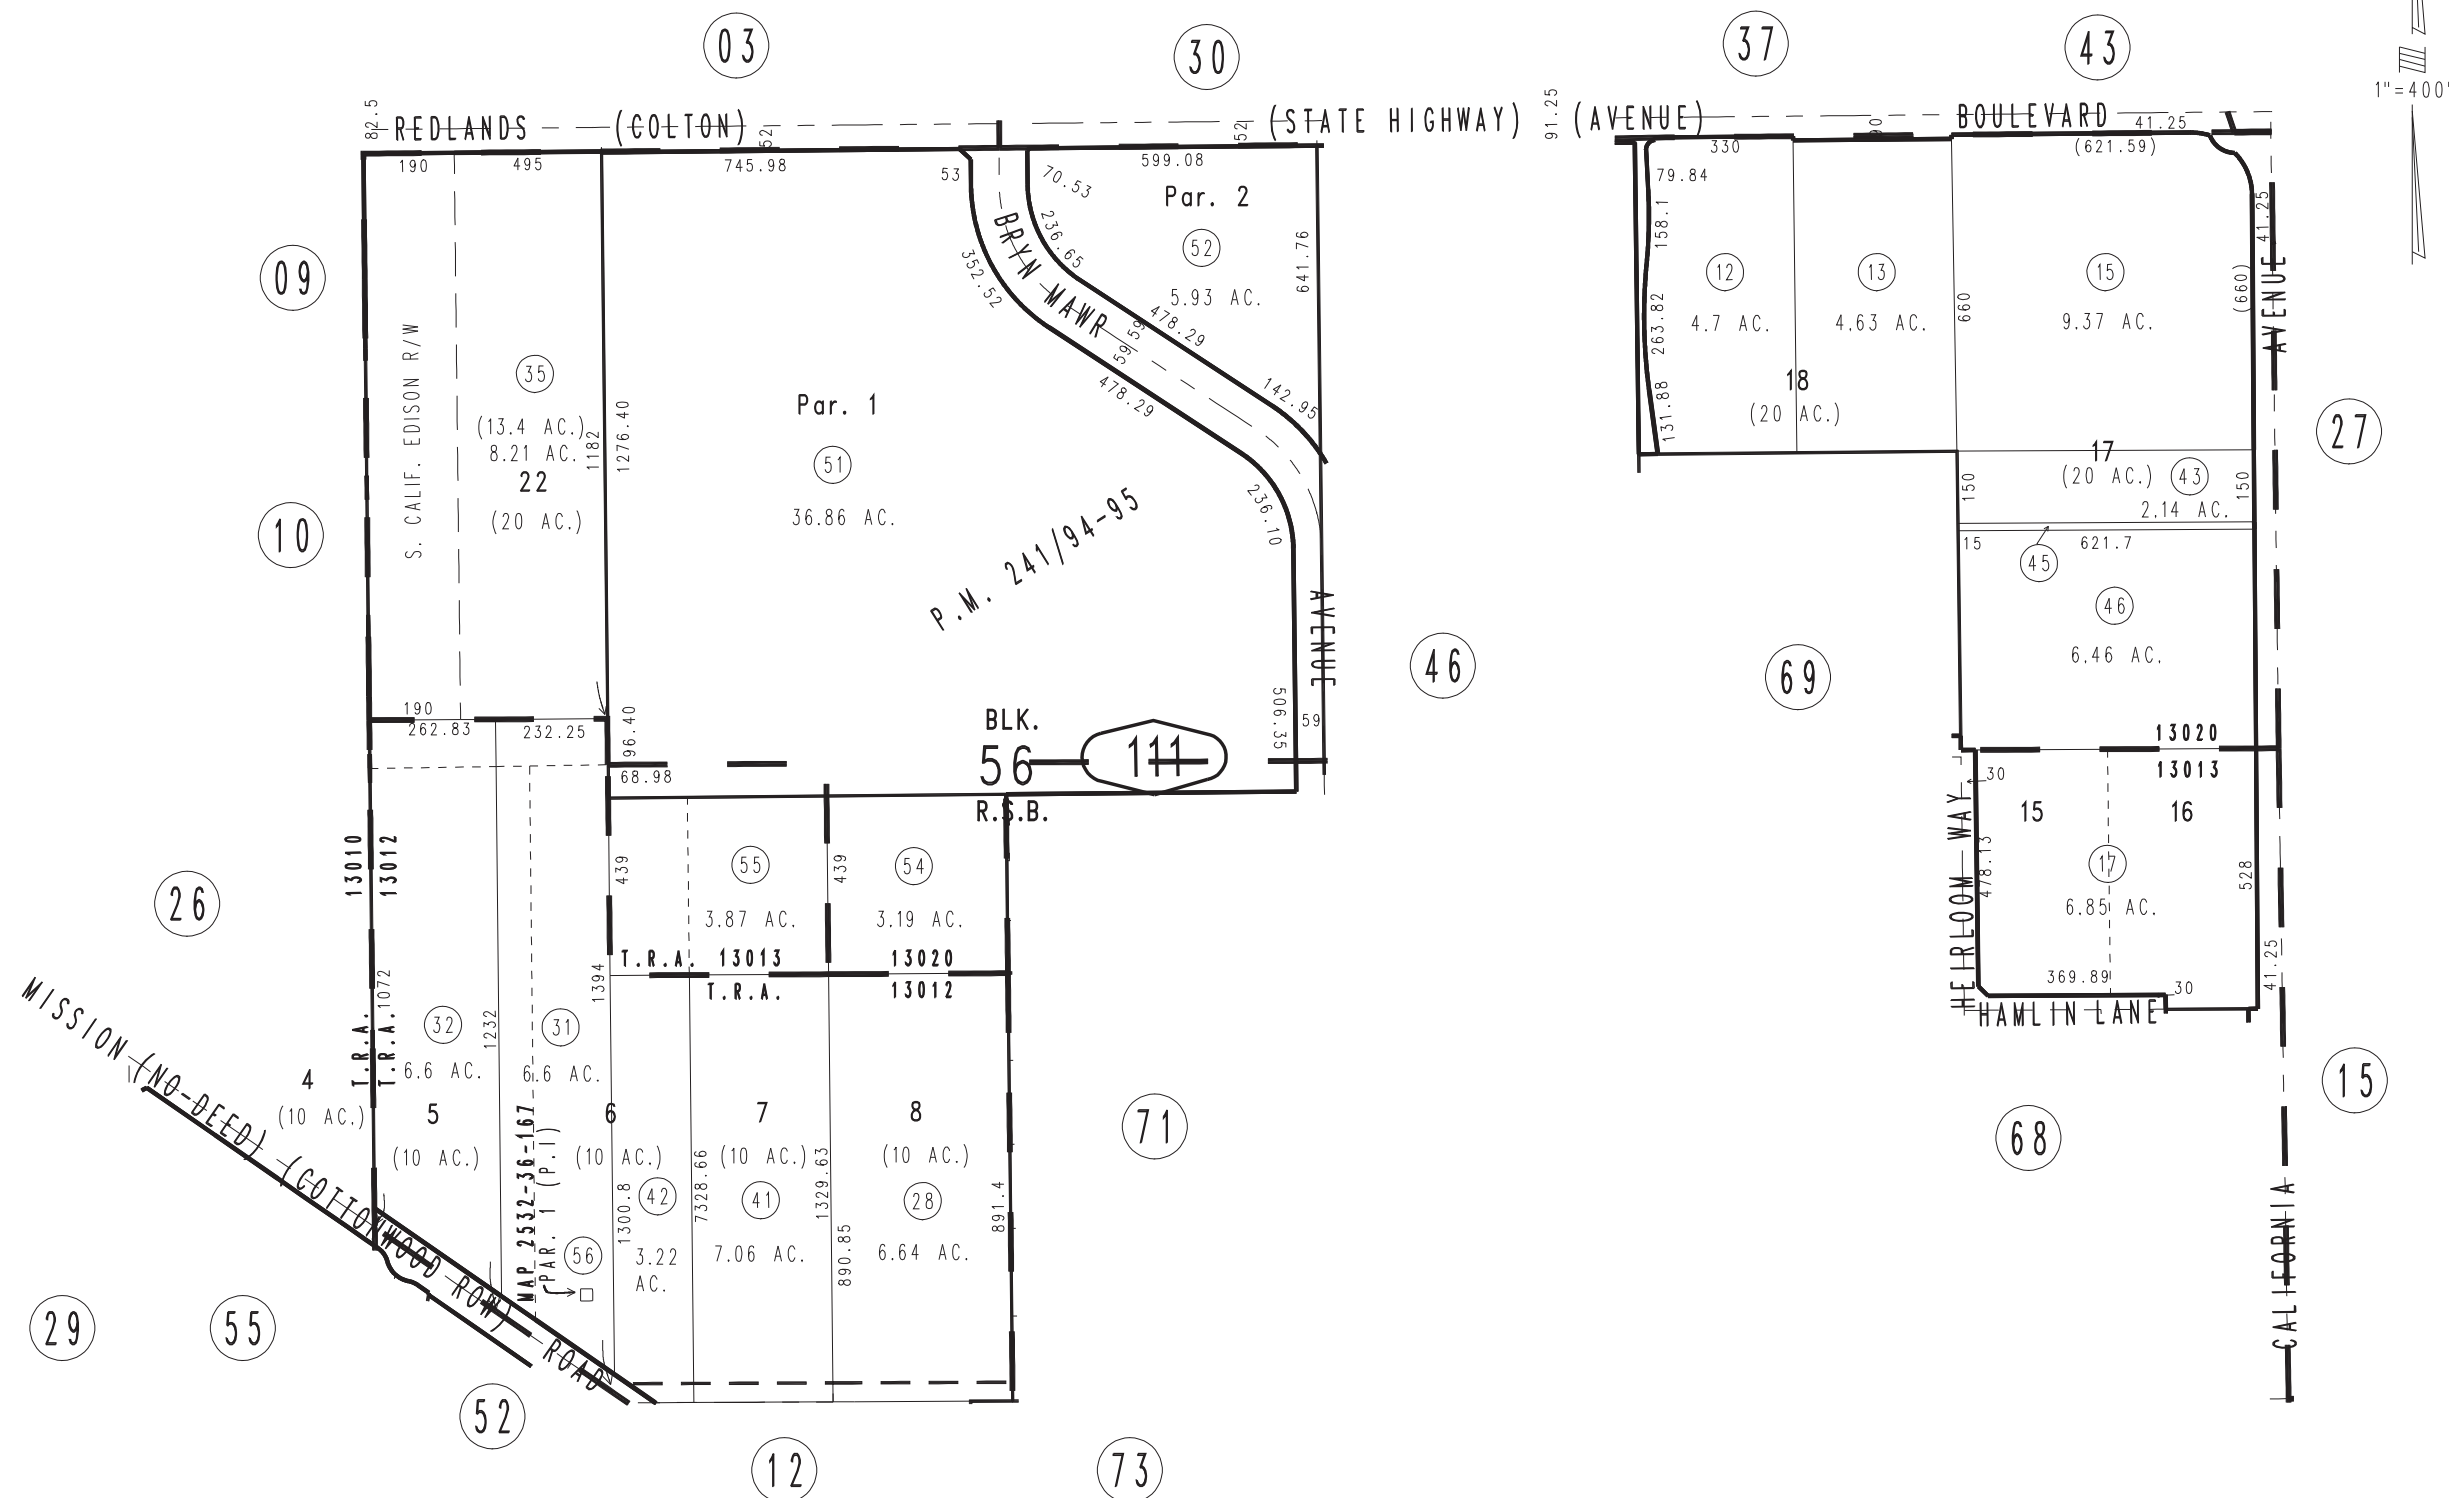 03
30
37
43
1"=400'
82.5
REDLANDS (COLTON) (STATE HIGHWAY) (AVENUE) BOULEVARD
52
52
91.25
90
41.25
190
495
745.98
53
70.53
599.08
330
(621.59)
79.84
Par. 2
52
5.93 AC.
641.76
158.1
263.82
131.88
12
4.7 AC.
13
4.63 AC.
660
15
9.37 AC.
(660)
41.25
AVENUE
09
10
BRYN MAWR
236.65
352.52
478.29
59
59
478.29
142.95
236.10
S. CALIF. EDISON R/W
35
(13.4 AC.)
8.21 AC.
22
(20 AC.)
1182
1276.40
Par. 1
51
36.86 AC.
P.M. 241/94-95
18
(20 AC.)
17
(20 AC.)
43
2.14 AC.
150
150
15
621.7
45
27
46
6.46 AC.
AVENUE
46
69
190
262.83
232.25
96.40
68.98
BLK.
56
111
R.S.B.
506.35
59
13020
13013
30
15
16
HEIRLOOM WAY
478.13
17
6.85 AC.
528
369.89
30
HAMLIN LANE
41.25
13010
13012
26
439
55
3.87 AC.
439
54
3.19 AC.
T.R.A. 13013
13020
T.R.A.
13012
T.R.A.
T.R.A.
1072
1232
1394
32
6.6 AC.
31
6.6 AC.
MISSION (NO-DEED) (COTTONWOOD ROW) ROAD
4
(10 AC.)
5
(10 AC.)
6
(10 AC.)
7
(10 AC.)
8
(10 AC.)
MAP 2532-36-167
PAR. 1 (P.I)
56
1300.8
42
3.22
AC.
7328.66
41
7.06 AC.
1329.63
890.85
28
6.64 AC.
891.4
71
68
15
CALIFORNIA
29
55
52
12
73